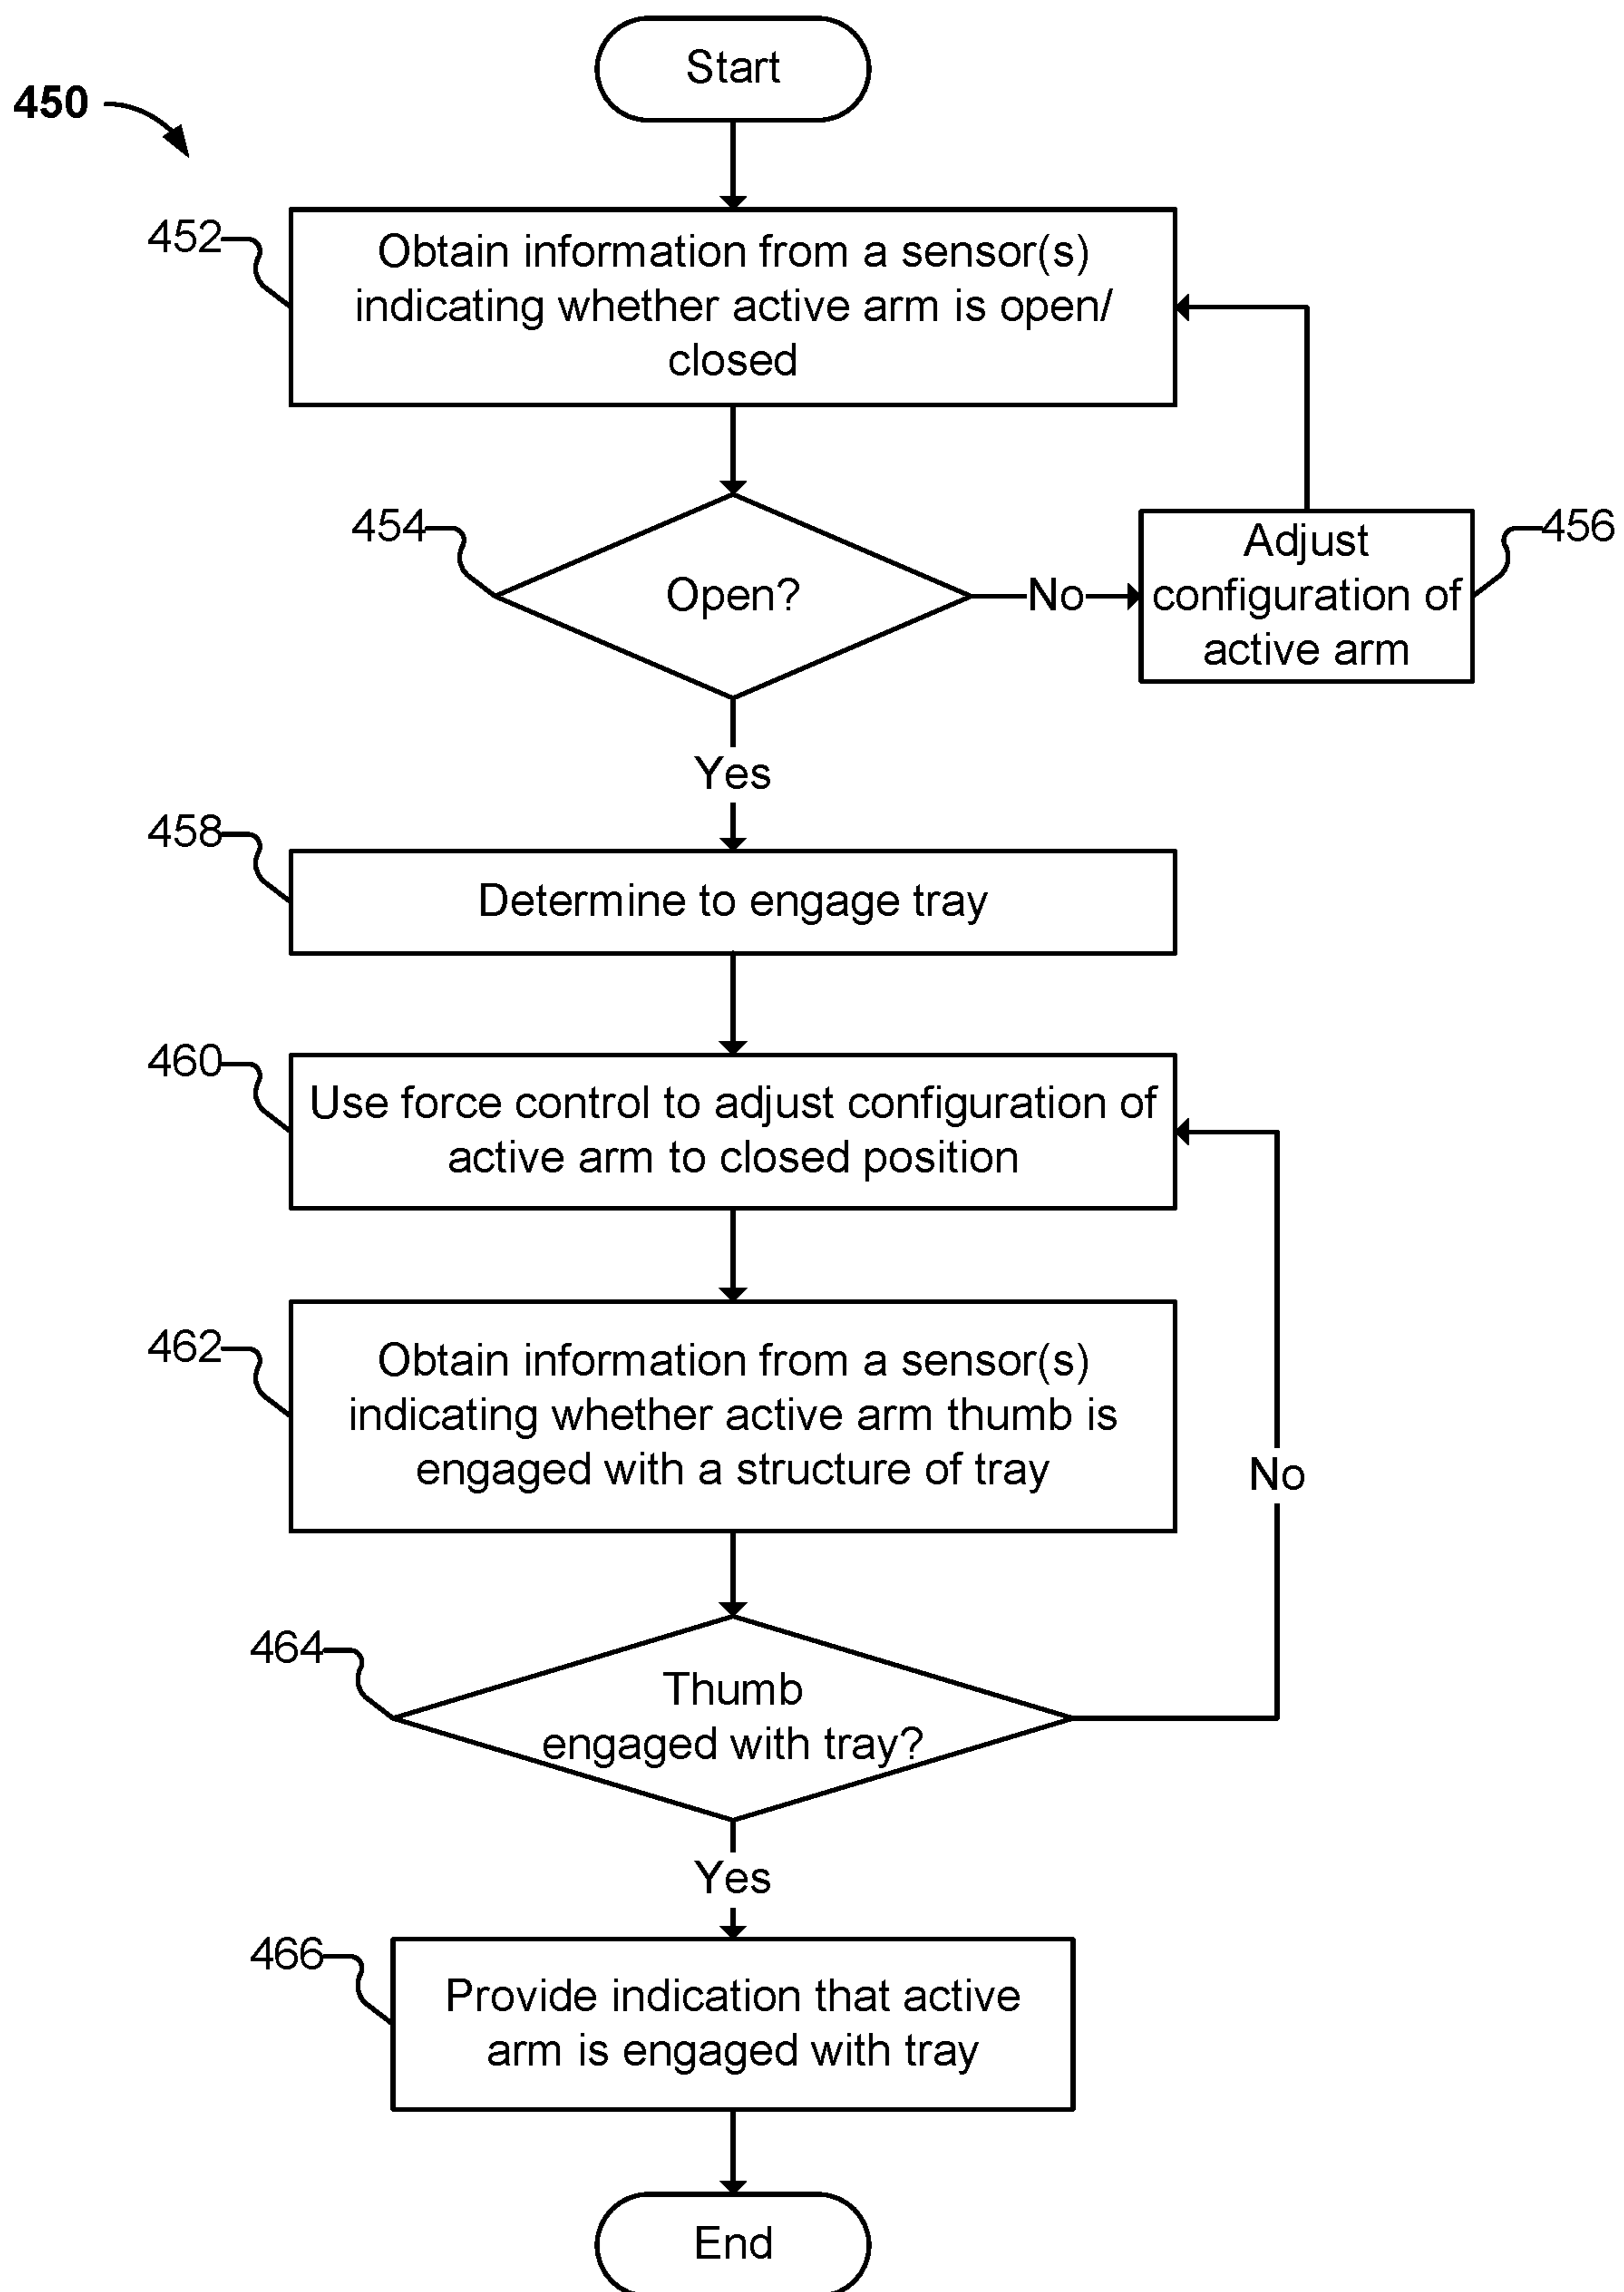 Start
450
452
Obtain information from a sensor(s)
indicating whether active arm is open/
closed
454
Open?
No
Adjust
configuration of
active arm
456
Yes
458
Determine to engage tray
460
Use force control to adjust configuration of
active arm to closed position
462
Obtain information from a sensor(s)
indicating whether active arm thumb is
engaged with a structure of tray
No
464
Thumb
engaged with tray?
Yes
466
Provide indication that active
arm is engaged with tray
End